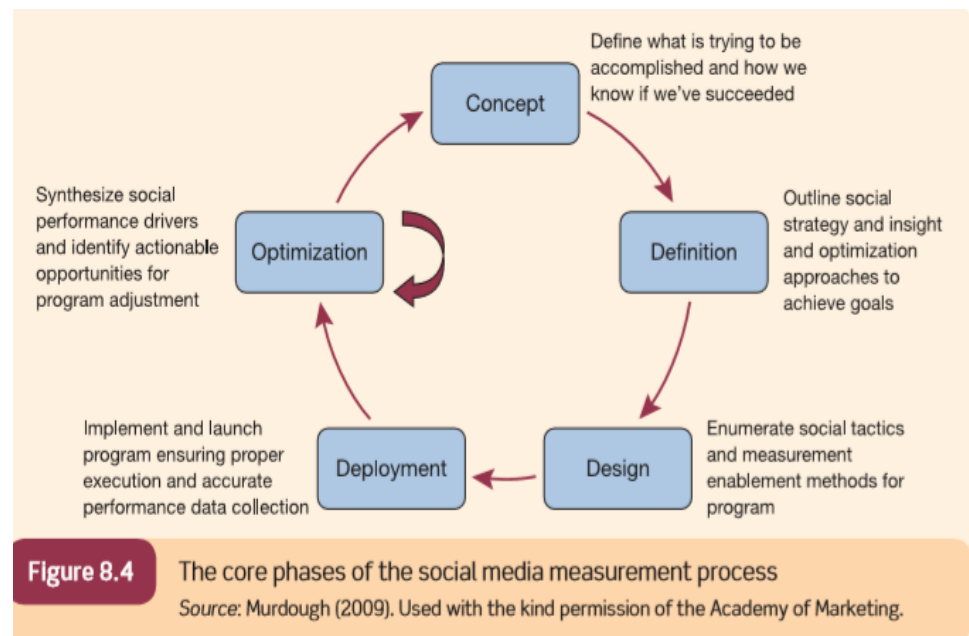 Concept
Define what is trying to be
accomplished and how we
know if we've succeeded
Definition
Outline social
strategy and insight
and optimization
approaches to
achieve goals
Design
Enumerate social tactics
and measurement
enablement methods for
program
Deployment
Implement and launch
program ensuring proper
execution and accurate
performance data collection
Optimization
Synthesize social
performance drivers
and identify actionable
opportunities for
program adjustment
Figure 8.4
The core phases of the social media measurement process
Source: Murdough (2009). Used with the kind permission of the Academy of Marketing.